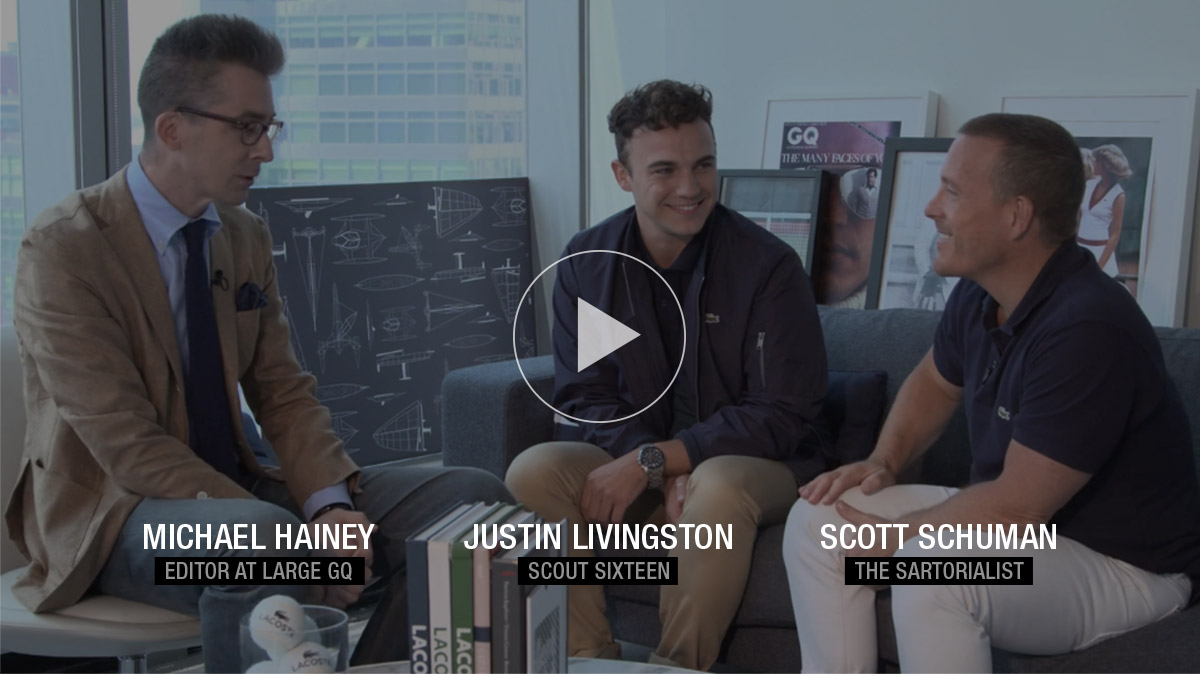 GQ
THE MANY FACES OF
MICHAEL HAINEY
EDITOR AT LARGE GQ
JUSTIN LIVINGSTON
SCOUT SIXTEEN
SCOTT SCHUMAN
THE SARTORIALIST
LACOSTE
LACOSTE
LACO
LACO
LACO